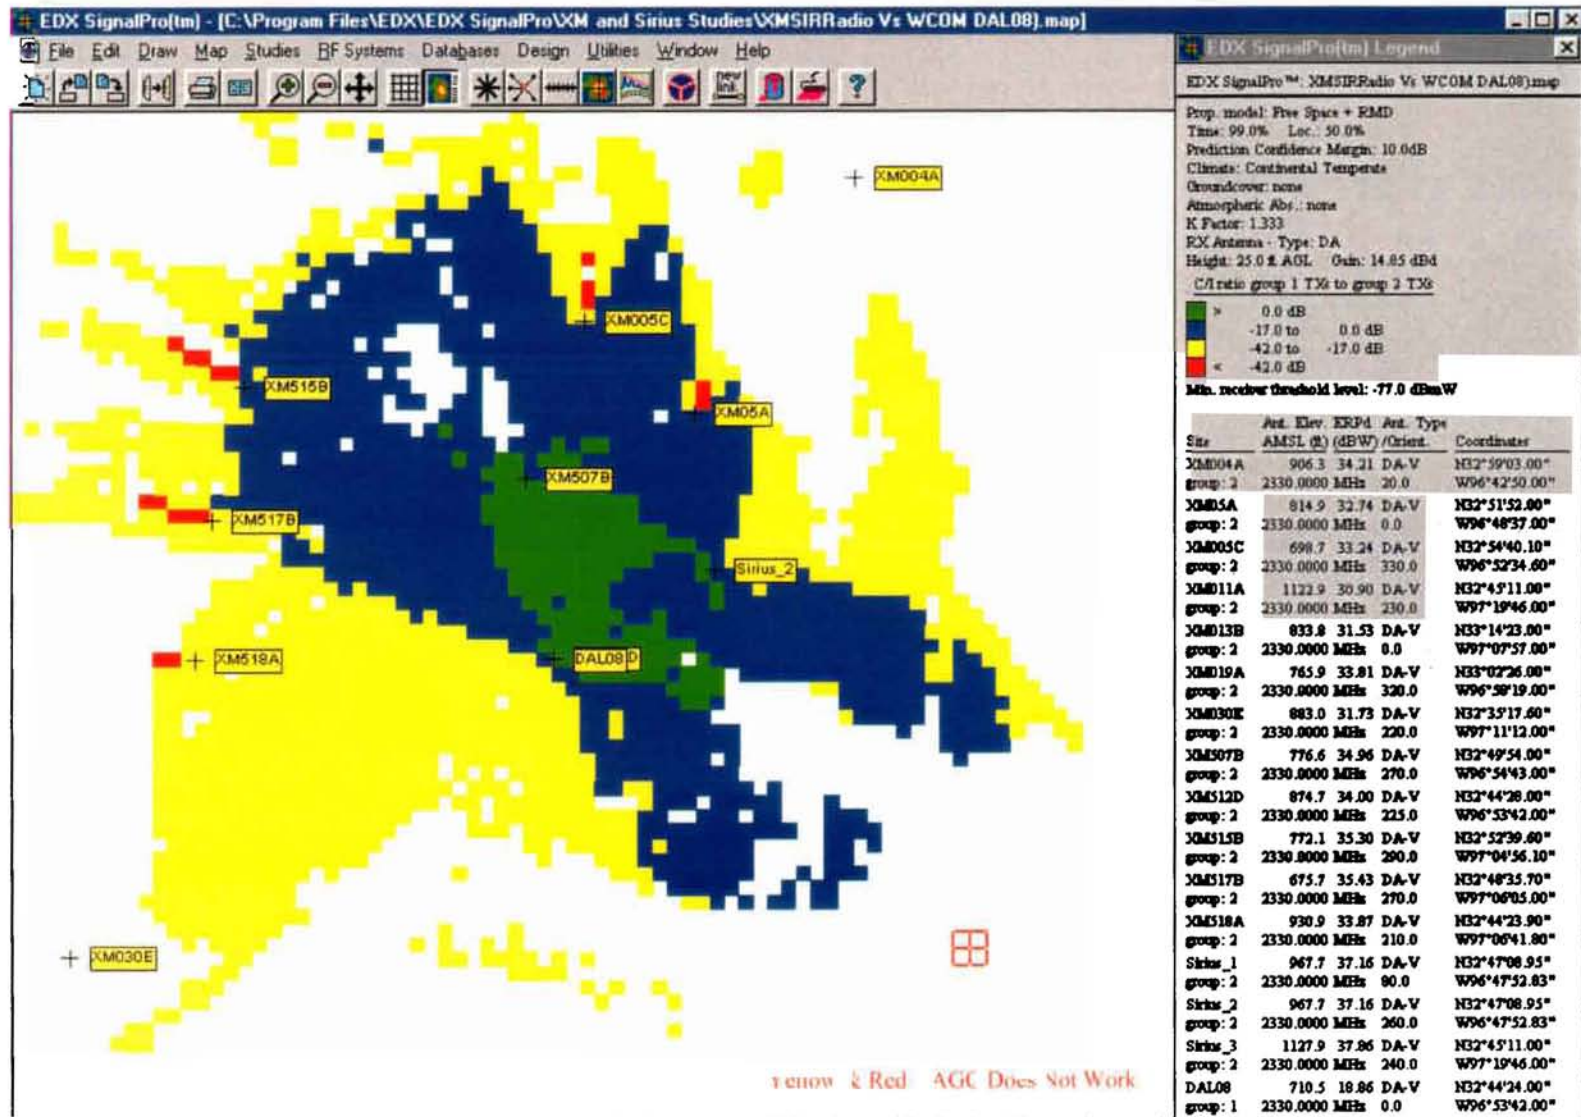 EDX SignalPro(tm) - [C:\Program Files\EDX\EDX SignalPro\XM and Sirius Studies\XMSIRRadio Vs WCOM DAL08).map]
File Edit Draw Map Studies RF Systems Databases Design Utilities Window Help
new link
XM004A
XM005C
XM515B
XM05A
XM507B
XM517B
Sirius_2
DAL08 D
XM518A
XM030E
& Red AGC Does Not Work
EDX SignalPro(tm) Legend
EDX SignalPro™: XMSIRRadio Vs WCOM DAL08).map
Prop. model: Free Space + RMD
Time: 99.0% Loc.: 50.0%
Prediction Confidence Margin: 10.0dB
Climate: Continental Temperate
Groundcover: none
Atmospheric Abs.: none
K Factor: 1.333
RX Antenna - Type: DA
Height: 25.0 ft AGL Gain: 14.85 dBd
C/I ratio group 1 TXs to group 2 TXs
> 0.0 dB
-17.0 to 0.0 dB
-42.0 to -17.0 dB
< -42.0 dB
Min. receiver threshold level: -77.0 dBmW
Ant. Elev. ERPd Ant. Type
Site AMSL (ft) (dBW) /Orient. Coordinates
XM004A 906.3 34.21 DA-V N32°59'03.00"
group: 2 2330.0000 MHz 20.0 W96°42'50.00"
XM05A 814.9 32.74 DA-V N32°51'52.00"
group: 2 2330.0000 MHz 0.0 W96°48'37.00"
XM005C 698.7 33.24 DA-V N32°54'40.10"
group: 2 2330.0000 MHz 330.0 W96°52'34.60"
XM011A 1122.9 30.90 DA-V N32°45'11.00"
group: 2 2330.0000 MHz 230.0 W97°19'46.00"
XM013B 833.8 31.53 DA-V N33°14'23.00"
group: 2 2330.0000 MHz 0.0 W97°07'57.00"
XM019A 765.9 33.81 DA-V N33°02'26.00"
group: 2 2330.0000 MHz 320.0 W96°58'19.00"
XM030E 883.0 31.73 DA-V N32°35'17.60"
group: 2 2330.0000 MHz 220.0 W97°11'12.00"
XM507B 776.6 34.96 DA-V N32°49'54.00"
group: 2 2330.0000 MHz 270.0 W96°54'43.00"
XM512D 874.7 34.00 DA-V N32°44'28.00"
group: 2 2330.0000 MHz 225.0 W96°53'42.00"
XM515B 772.1 35.30 DA-V N32°52'39.60"
group: 2 2330.0000 MHz 290.0 W97°04'56.10"
XM517B 675.7 35.43 DA-V N32°48'35.70"
group: 2 2330.0000 MHz 270.0 W97°06'05.00"
XM518A 930.9 33.87 DA-V N32°44'23.90"
group: 2 2330.0000 MHz 210.0 W97°06'41.80"
Sirius_1 967.7 37.16 DA-V N32°47'08.95"
group: 2 2330.0000 MHz 80.0 W96°47'52.83"
Sirius_2 967.7 37.16 DA-V N32°47'08.95"
group: 2 2330.0000 MHz 260.0 W96°47'52.83"
Sirius_3 1127.9 37.86 DA-V N32°45'11.00"
group: 2 2330.0000 MHz 240.0 W97°19'46.00"
DAL08 710.5 18.86 DA-V N32°44'24.00"
group: 1 2330.0000 MHz 0.0 W96°53'42.00"